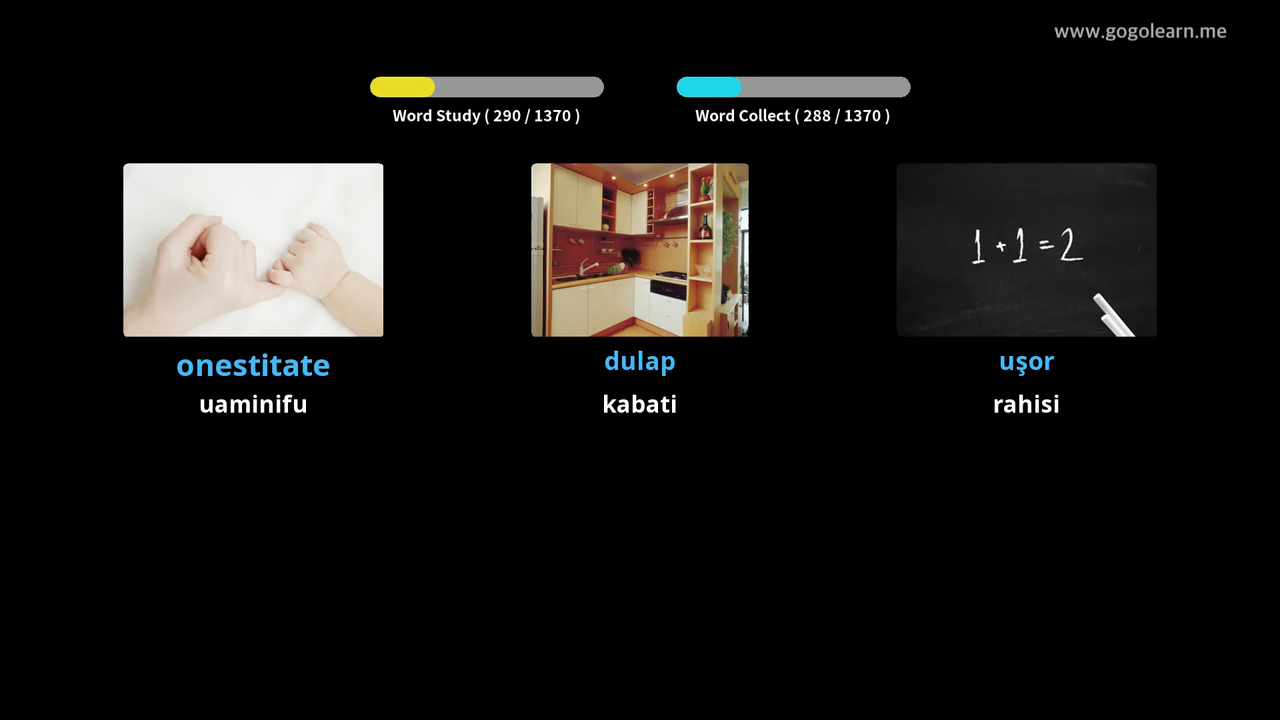 www.gogolearn.me
Word Study ( 290 / 1370 )
Word Collect ( 288 / 1370 )
1 + 1 = 2
onestitate
dulap
uşor
uaminifu
kabati
rahisi